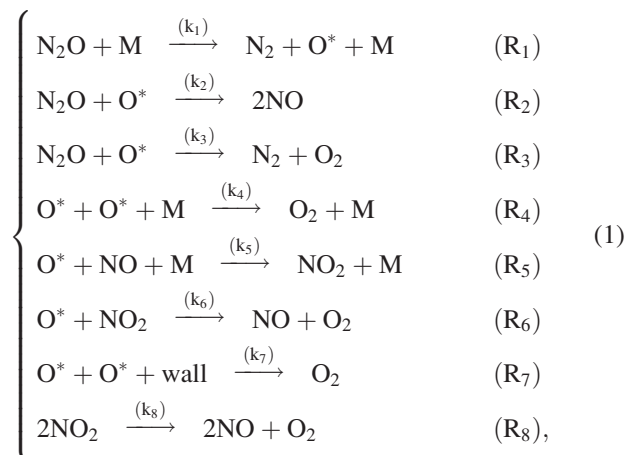 N₂O + M →(k₁) N₂ + O* + M (R₁)
N₂O + O* →(k₂) 2NO (R₂)
N₂O + O* →(k₃) N₂ + O₂ (R₃)
O* + O* + M →(k₄) O₂ + M (R₄)
O* + NO + M →(k₅) NO₂ + M (R₅)
(1)
O* + NO₂ →(k₆) NO + O₂ (R₆)
O* + O* + wall →(k₇) O₂ (R₇)
2NO₂ →(k₈) 2NO + O₂ (R₈),